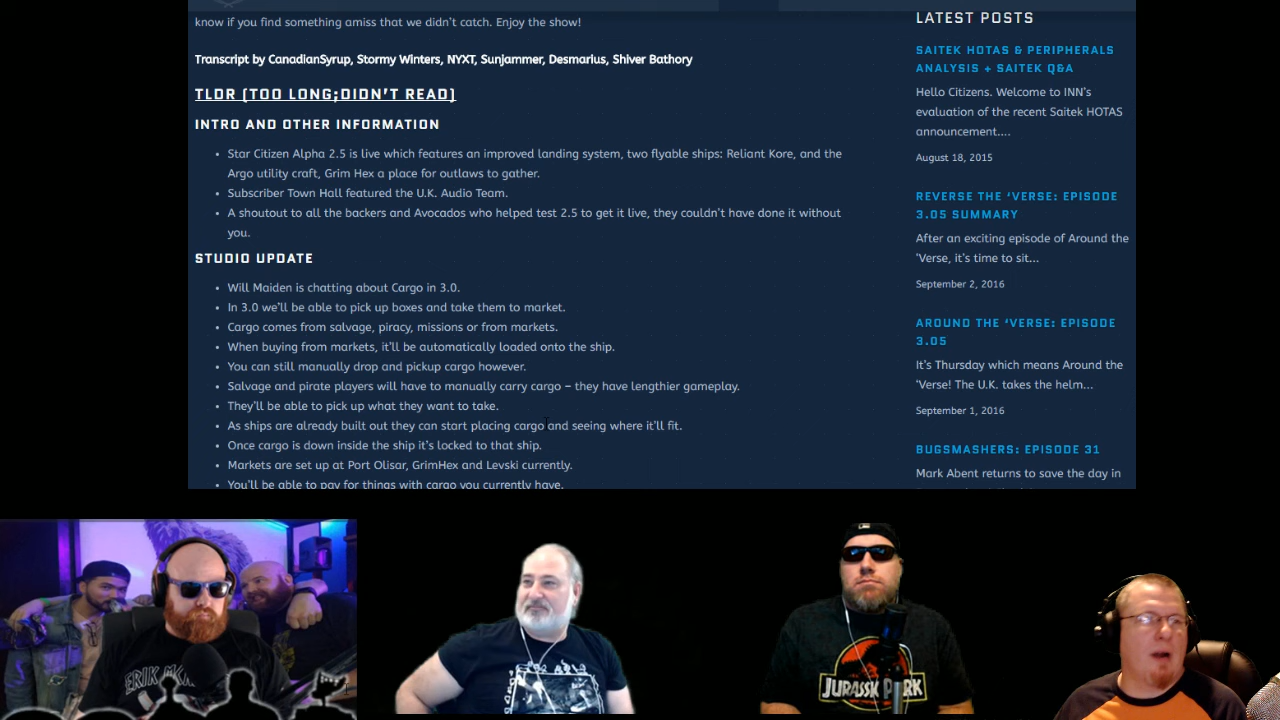 know if you find something amiss that we didn't catch. Enjoy the show!
Transcript by CanadianSyrup, Stormy Winters, NYXT, Sunjammer, Desmarius, Shiver Bathory
TLDR (TOO LONG;DIDN'T READ)
INTRO AND OTHER INFORMATION
• Star Citizen Alpha 2.5 is live which features an improved landing system, two flyable ships: Reliant Kore, and the
Argo utility craft, Grim Hex a place for outlaws to gather.
• Subscriber Town Hall featured the U.K. Audio Team.
• A shoutout to all the backers and Avocados who helped test 2.5 to get it live, they couldn't have done it without
you.
STUDIO UPDATE
• Will Maiden is chatting about Cargo in 3.0.
• In 3.0 we'll be able to pick up boxes and take them to market.
• Cargo comes from salvage, piracy, missions or from markets.
• When buying from markets, it'll be automatically loaded onto the ship.
• You can still manually drop and pickup cargo however.
• Salvage and pirate players will have to manually carry cargo – they have lengthier gameplay.
• They'll be able to pick up what they want to take.
• As ships are already built out they can start placing cargo and seeing where it'll fit.
• Once cargo is down inside the ship it's locked to that ship.
• Markets are set up at Port Olisar, GrimHex and Levski currently.
• You'll be able to pay for things with cargo you currently have.
LATEST POSTS
SAITEK HOTAS & PERIPHERALS
ANALYSIS + SAITEK Q&A
Hello Citizens. Welcome to INN's
evaluation of the recent Saitek HOTAS
announcement....
August 18, 2015
REVERSE THE 'VERSE: EPISODE
3.05 SUMMARY
After an exciting episode of Around the
'Verse, it's time to sit...
September 2, 2016
AROUND THE 'VERSE: EPISODE
3.05
It's Thursday which means Around the
'Verse! The U.K. takes the helm...
September 1, 2016
BUGSMASHERS: EPISODE 31
Mark Abent returns to save the day in
ERIK
JURASSIC PARK